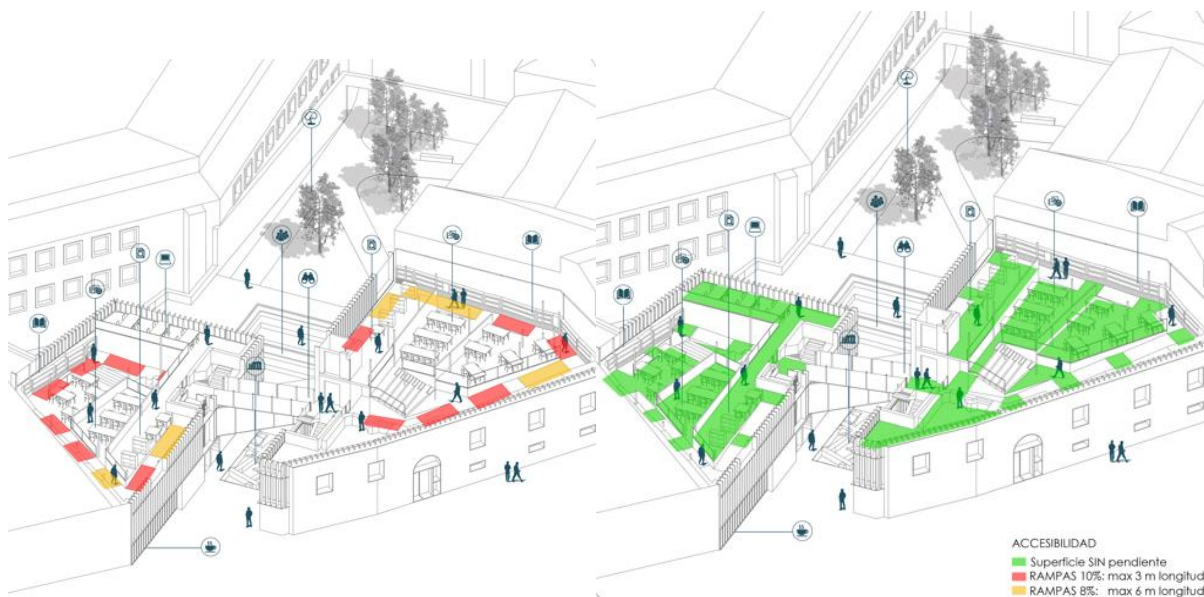 ACCESIBILIDAD
Superficie SIN pendiente
RAMPAS 10%: max 3 m longitud
RAMPAS 8%: max 6 m longitud